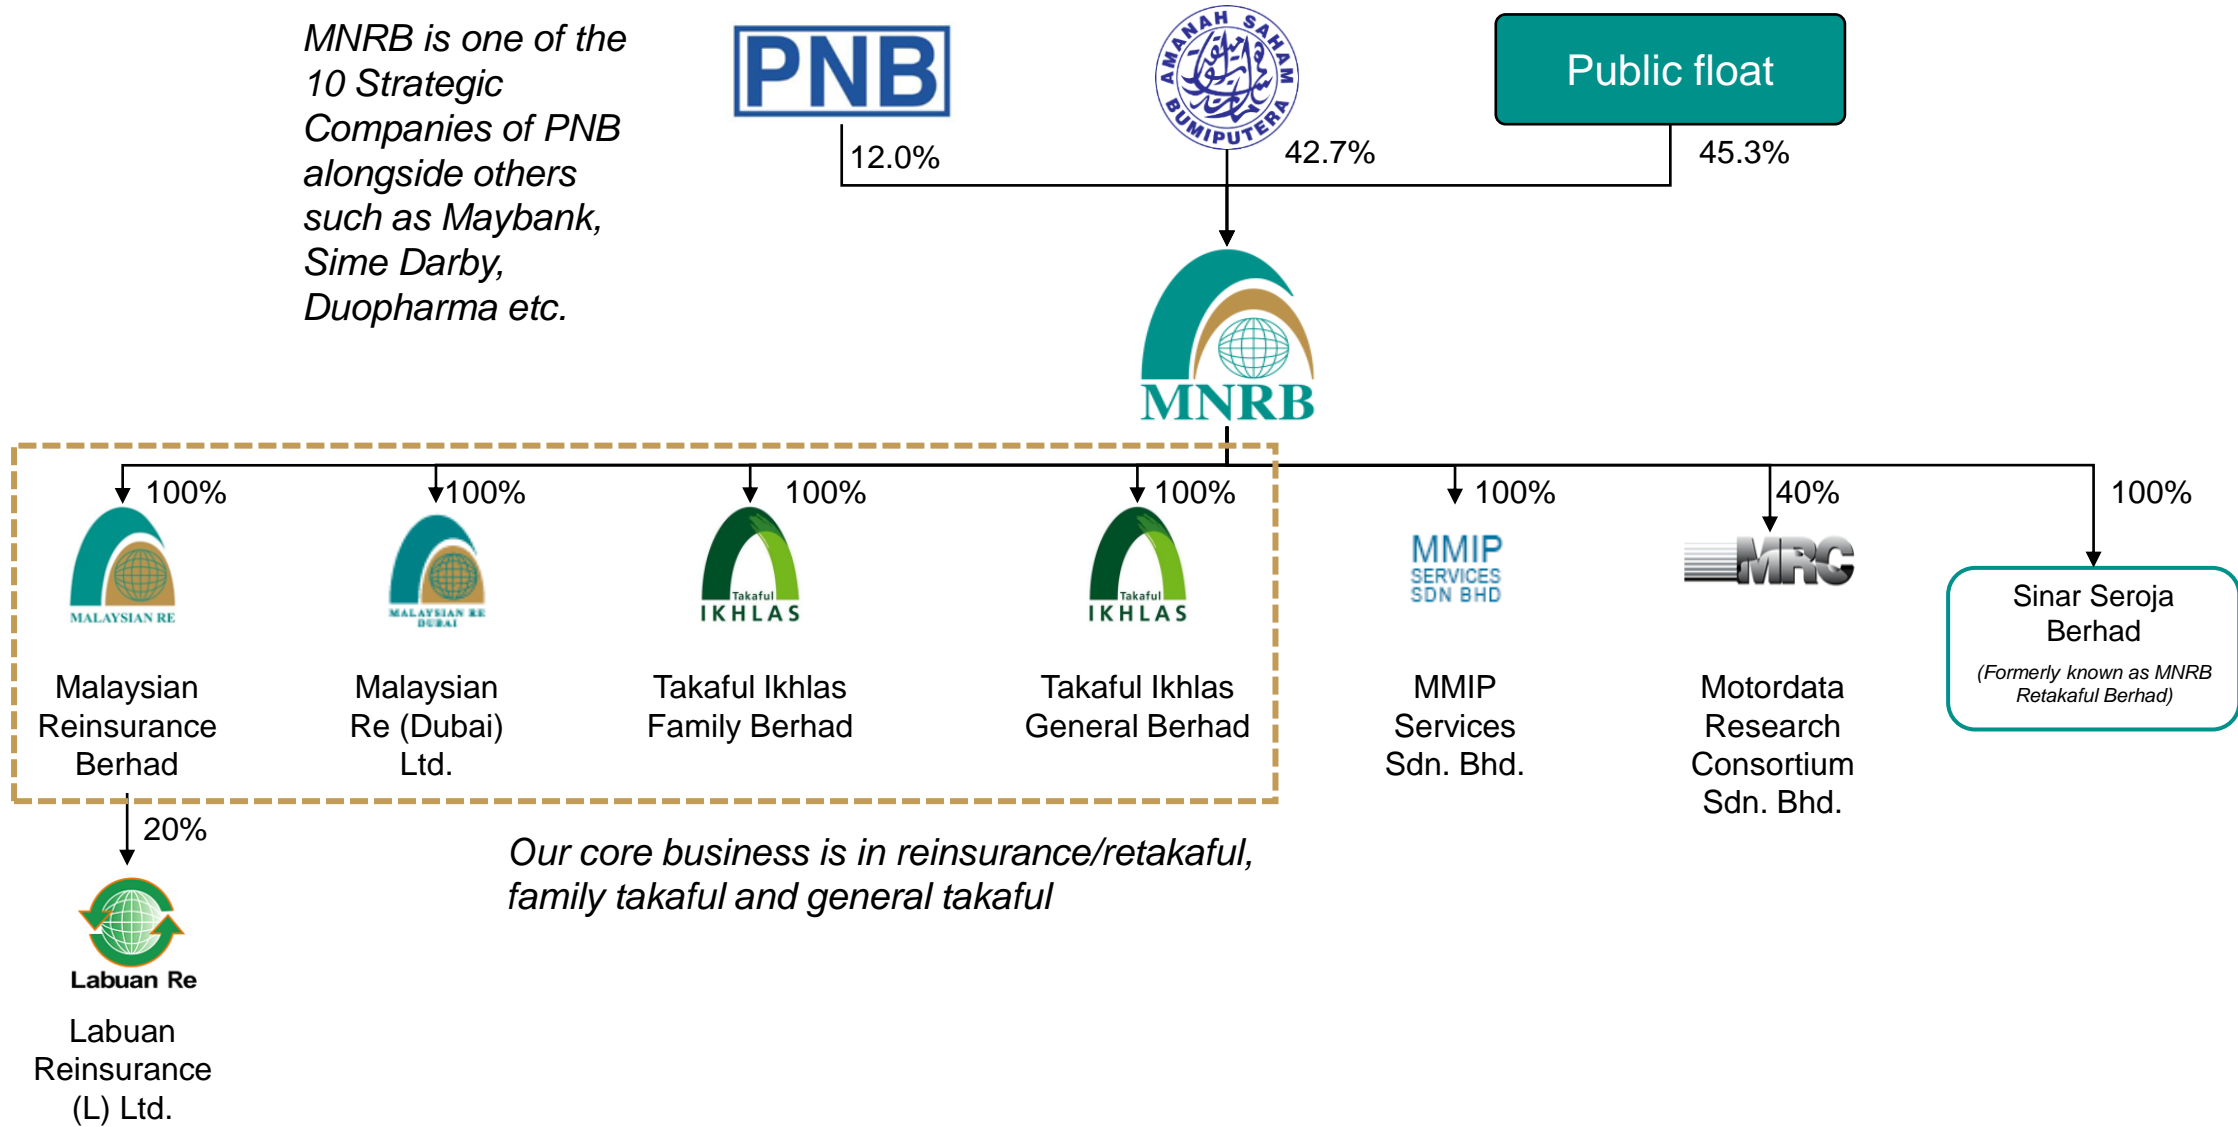 MNRB is one of the
10 Strategic
Companies of PNB
alongside others
such as Maybank,
Sime Darby,
Duopharma etc.
PNB
AMANAH SAHAM
BUMIPUTERA
Public float
12.0%
42.7%
45.3%
MNRB
100%
100%
100%
100%
100%
40%
100%
MALAYSIAN RE
MALAYSIAN RE
DUBAI
Takaful
IKHLAS
Takaful
IKHLAS
MMIP
SERVICES
SDN BHD
MRC
Malaysian
Reinsurance
Berhad
Malaysian
Re (Dubai)
Ltd.
Takaful Ikhlas
Family Berhad
Takaful Ikhlas
General Berhad
MMIP
Services
Sdn. Bhd.
Motordata
Research
Consortium
Sdn. Bhd.
Sinar Seroja
Berhad
(Formerly known as MNRB
Retakaful Berhad)
20%
Our core business is in reinsurance/retakaful,
family takaful and general takaful
Labuan Re
Labuan
Reinsurance
(L) Ltd.